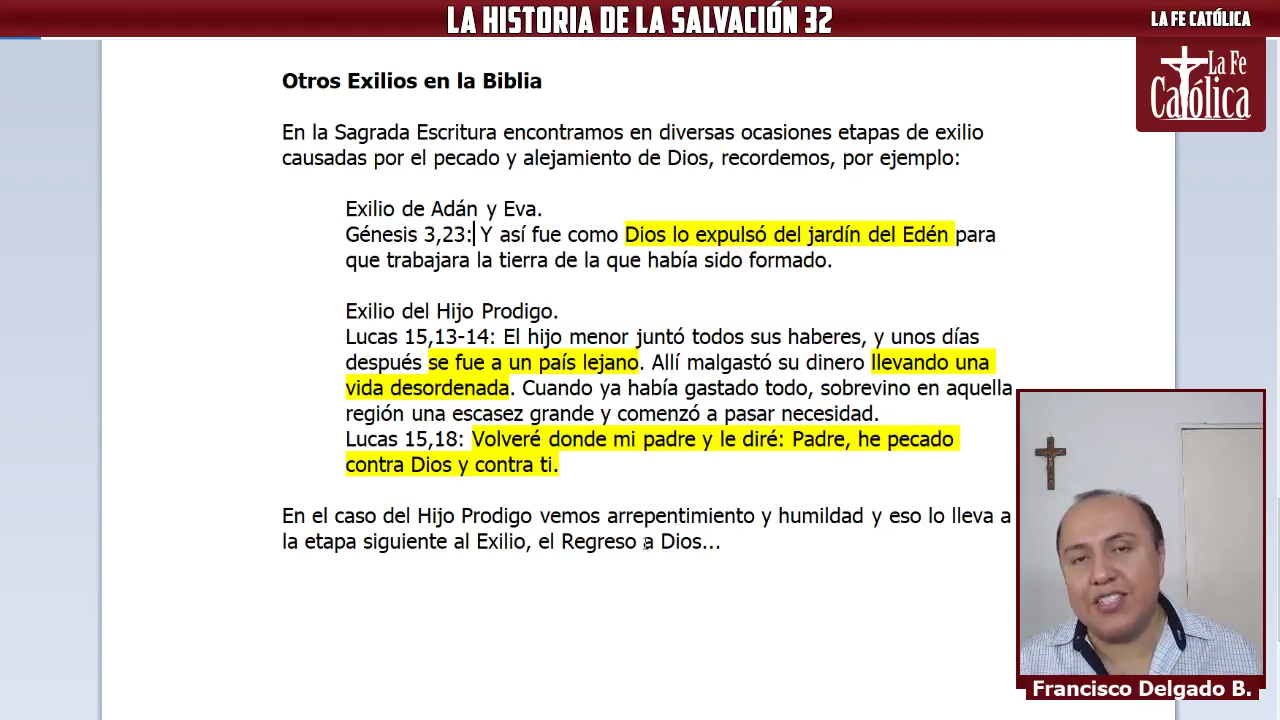 LA HISTORIA DE LA SALVACIÓN 32
LA FE CATÓLICA
La Fe
Católica
Otros Exilios en la Biblia
En la Sagrada Escritura encontramos en diversas ocasiones etapas de exilio
causadas por el pecado y alejamiento de Dios, recordemos, por ejemplo:
Exilio de Adán y Eva.
Génesis 3,23: Y así fue como Dios lo expulsó del jardín del Edén para
que trabajara la tierra de la que había sido formado.
Exilio del Hijo Prodigo.
Lucas 15,13-14: El hijo menor juntó todos sus haberes, y unos días
después se fue a un país lejano. Allí malgastó su dinero llevando una
vida desordenada. Cuando ya había gastado todo, sobrevino en aquella
región una escasez grande y comenzó a pasar necesidad.
Lucas 15,18: Volveré donde mi padre y le diré: Padre, he pecado
contra Dios y contra ti.
En el caso del Hijo Prodigo vemos arrepentimiento y humildad y eso lo lleva a
la etapa siguiente al Exilio, el Regreso a Dios...
Francisco Delgado B.